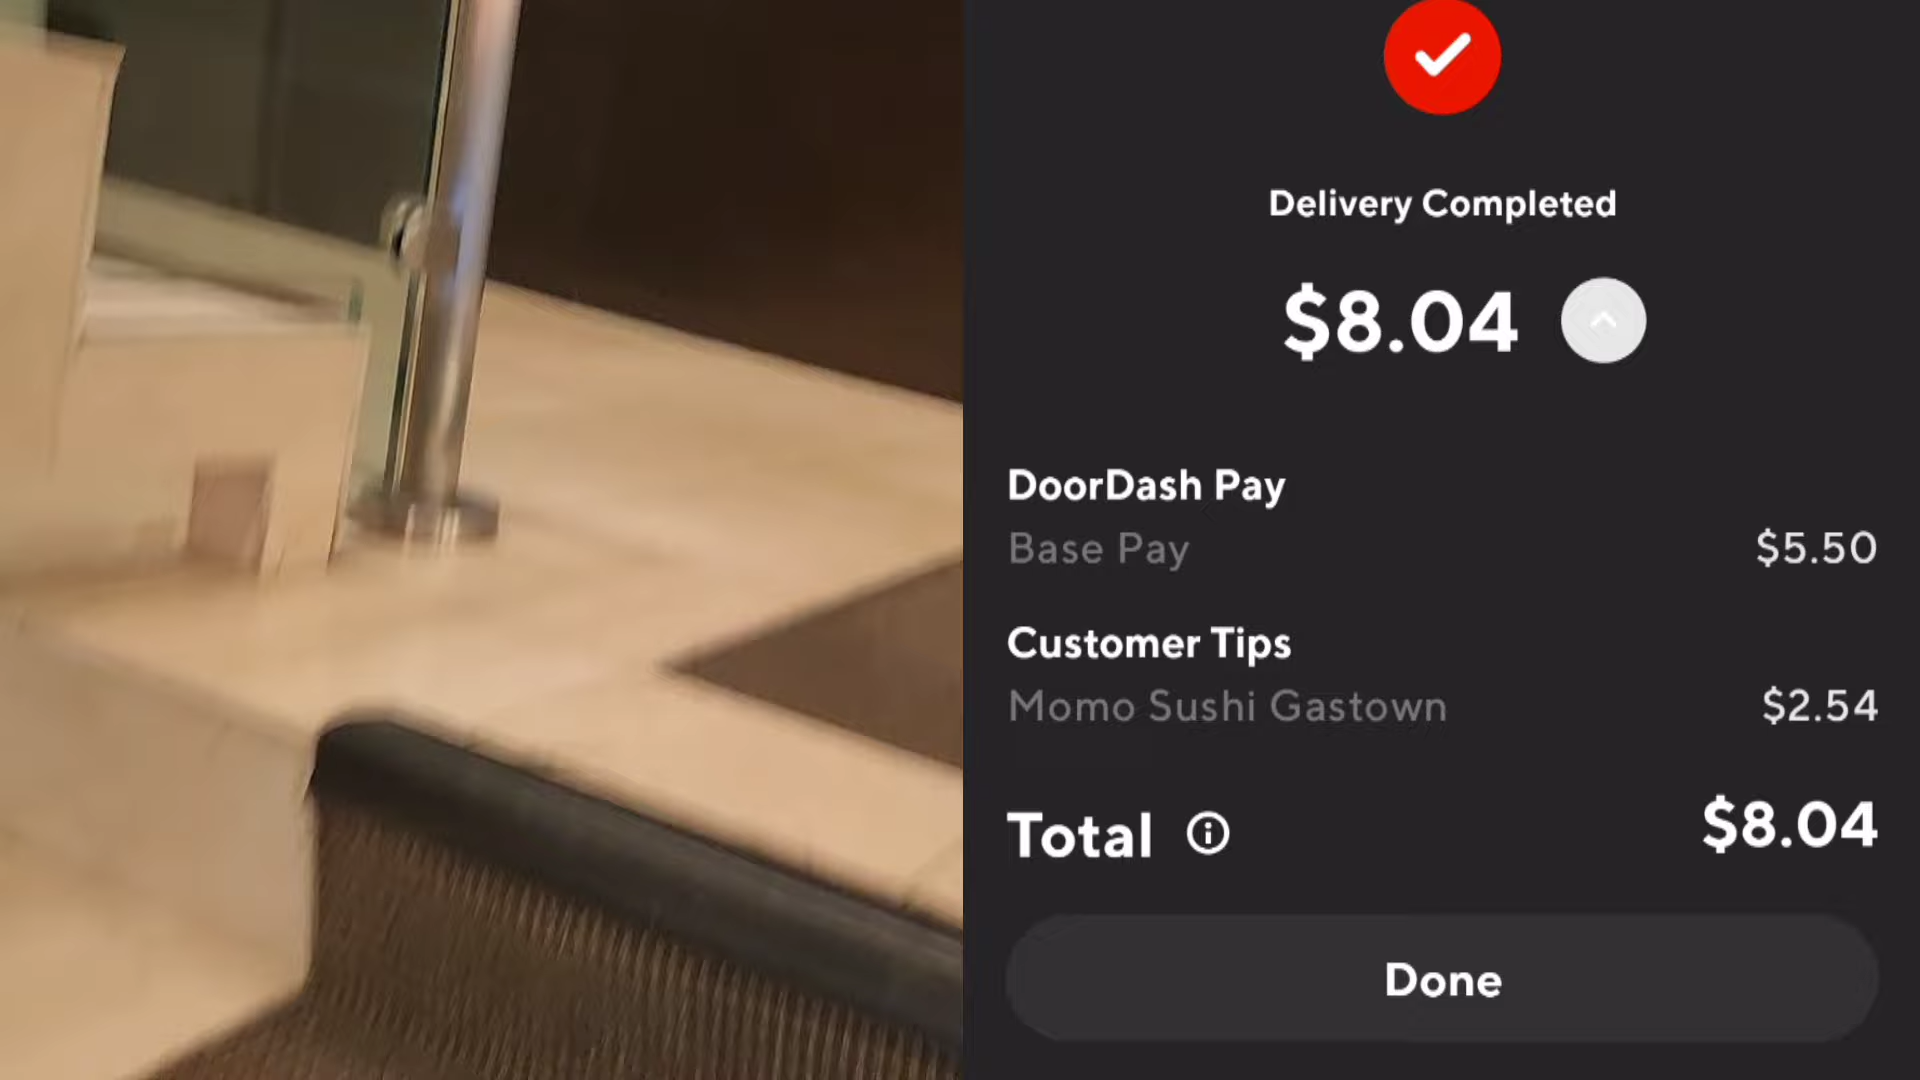 Delivery Completed
$8.04
DoorDash Pay
Base Pay $5.50
Customer Tips
Momo Sushi Gastown $2.54
Total $8.04
Done